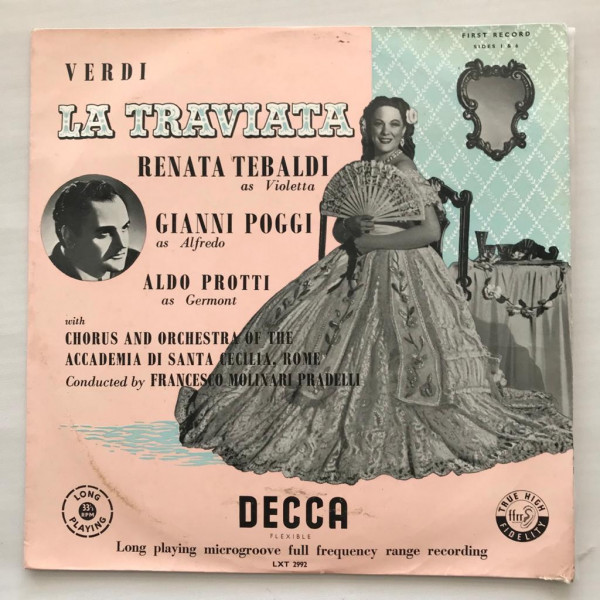 FIRST RECORD
SIDES 1 & 6
VERDI
LA TRAVIATA
RENATA TEBALDI
as Violetta
GIANNI POGGI
as Alfredo
ALDO PROTTI
as Germont
with
CHORUS AND ORCHESTRA OF THE
ACCADEMIA DI SANTA CECILIA, ROME
Conducted by FRANCESCO MOLINARI PRADELLI
LONG
33⅓
RPM
PLAYING
DECCA
FLEXIBLE
TRUE HIGH
ffrr
FIDELITY
Long playing microgroove full frequency range recording
LXT 2992